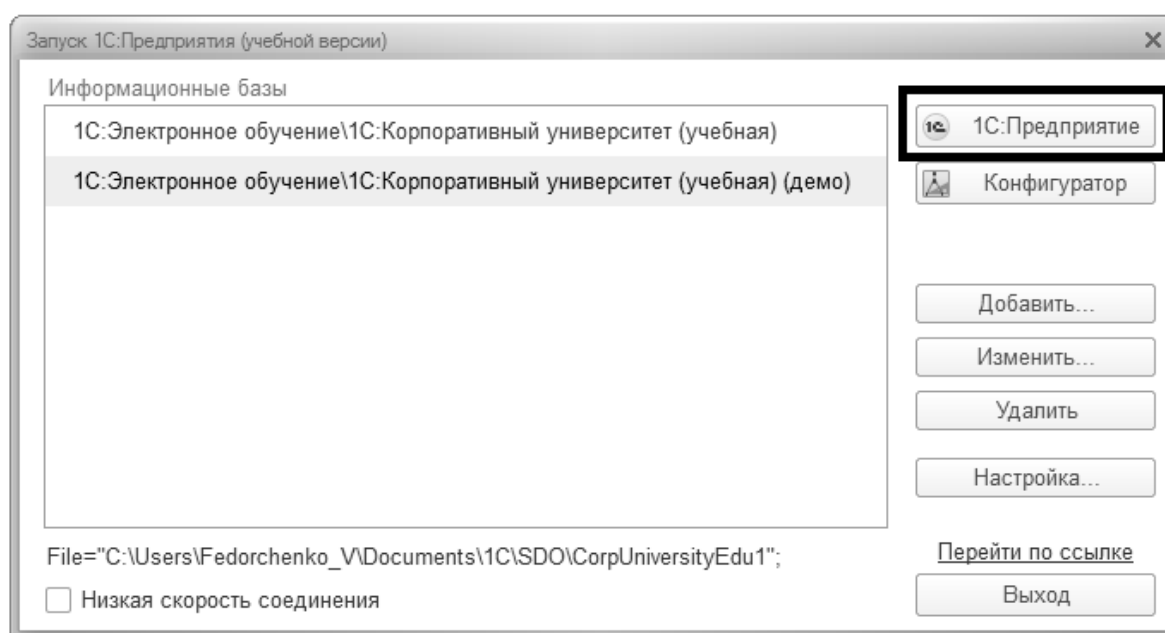 Запуск 1С:Предприятия (учебной версии)
Информационные базы
1С:Электронное обучение\1С:Корпоративный университет (учебная)
1С:Электронное обучение\1С:Корпоративный университет (учебная) (демо)
1С:Предприятие
Конфигуратор
Добавить...
Изменить...
Удалить
Настройка...
File="C:\Users\Fedorchenko_V\Documents\1C\SDO\CorpUniversityEdu1";
Перейти по ссылке
Низкая скорость соединения
Выход